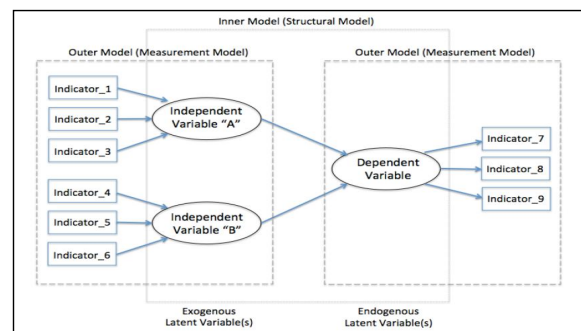 Inner Model (Structural Model)
Outer Model (Measurement Model)
Outer Model (Measurement Model)
Indicator_1
Indicator_2
Indicator_3
Independent
Variable "A"
Indicator_4
Indicator_5
Indicator_6
Independent
Variable "B"
Dependent
Variable
Indicator_7
Indicator_8
Indicator_9
Exogenous
Latent Variable(s)
Endogenous
Latent Variable(s)